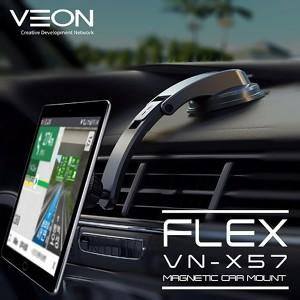 VEON
Creative Development Network
FLEX
VN-X57
MAGNETIC CAR MOUNT